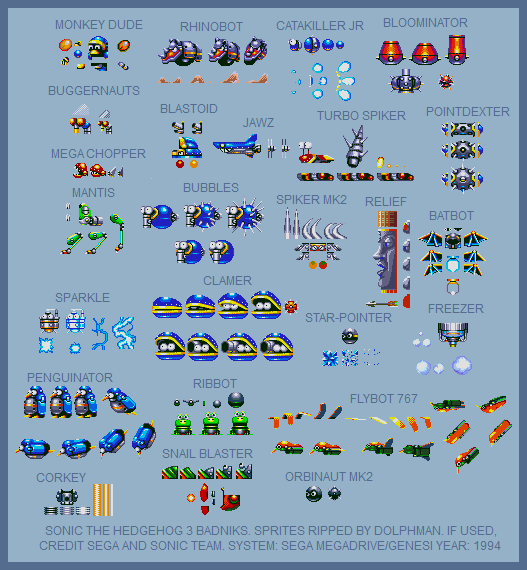 MONKEY DUDE
RHINOBOT
CATAKILLER JR
BLOOMINATOR
BUGGERNAUTS
BLASTOID
JAWZ
TURBO SPIKER
POINTDEXTER
MEGA CHOPPER
MANTIS
BUBBLES
SPIKER MK2
RELIEF
BATBOT
CLAMER
SPARKLE
STAR-POINTER
FREEZER
PENGUINATOR
RIBBOT
FLYBOT 767
SNAIL BLASTER
CORKEY
ORBINAUT MK2
SONIC THE HEDGEHOG 3 BADNIKS. SPRITES RIPPED BY DOLPHMAN. IF USED,
CREDIT SEGA AND SONIC TEAM. SYSTEM: SEGA MEGADRIVE/GENESI YEAR: 1994